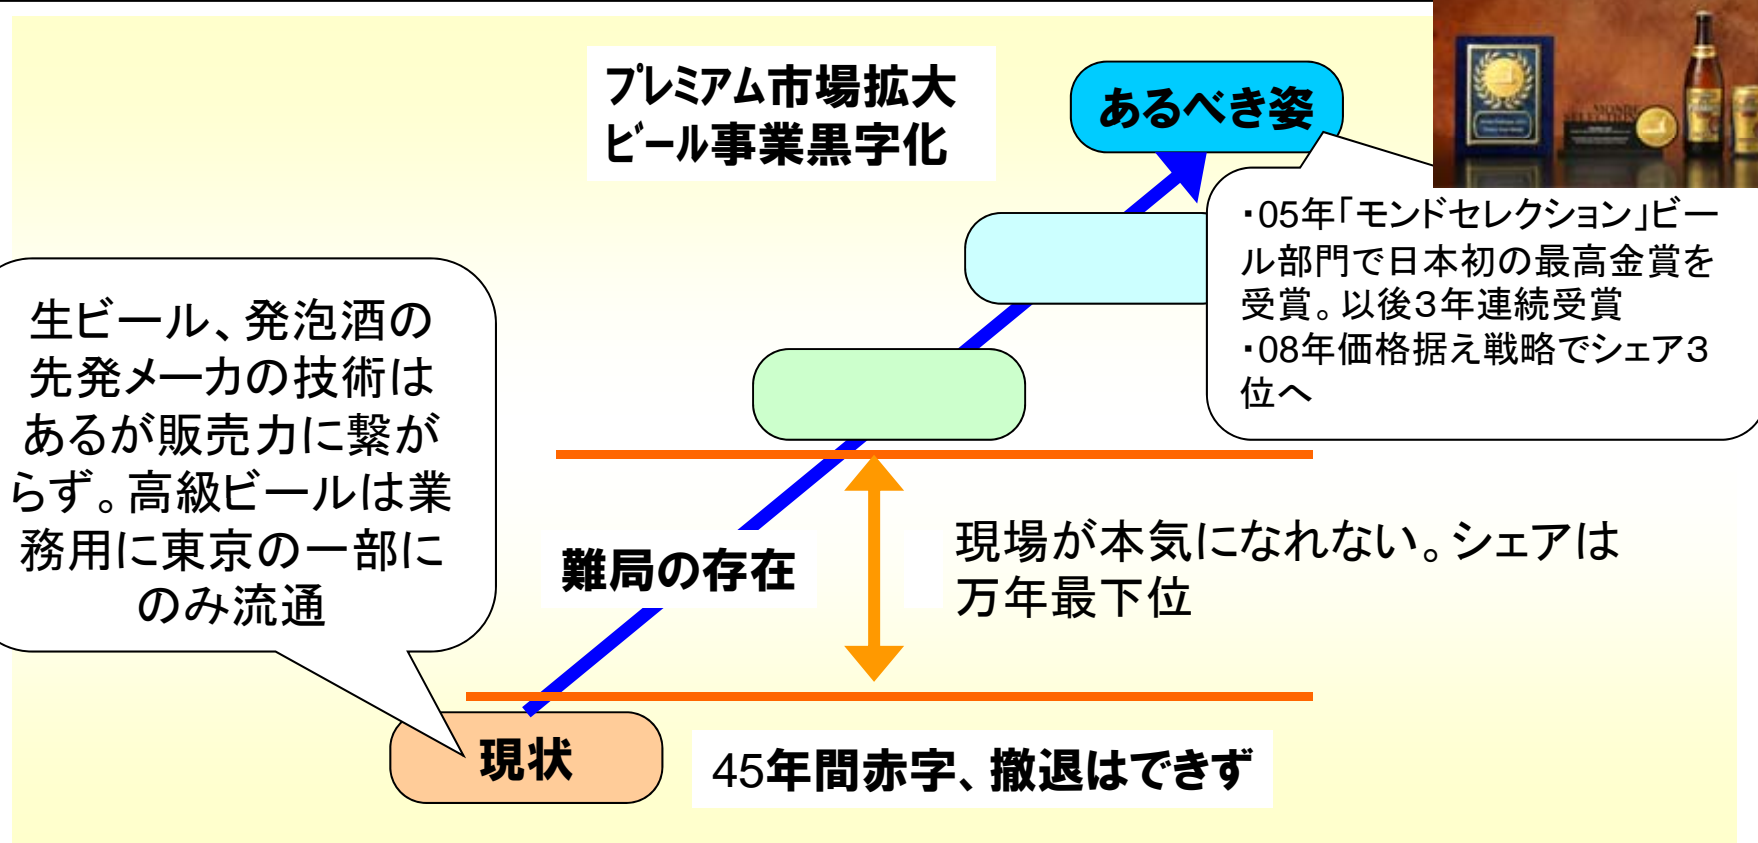 プレミアム市場拡大
ビール事業黒字化
あるべき姿
・05年「モンドセレクション」ビー
ル部門で日本初の最高金賞を
受賞。以後３年連続受賞
・08年価格据え戦略でシェア３
位へ
生ビール、発泡酒の
先発メーカの技術は
あるが販売力に繋が
らず。高級ビールは業
務用に東京の一部に
のみ流通
難局の存在
現場が本気になれない。シェアは
万年最下位
現状
45年間赤字、撤退はできず